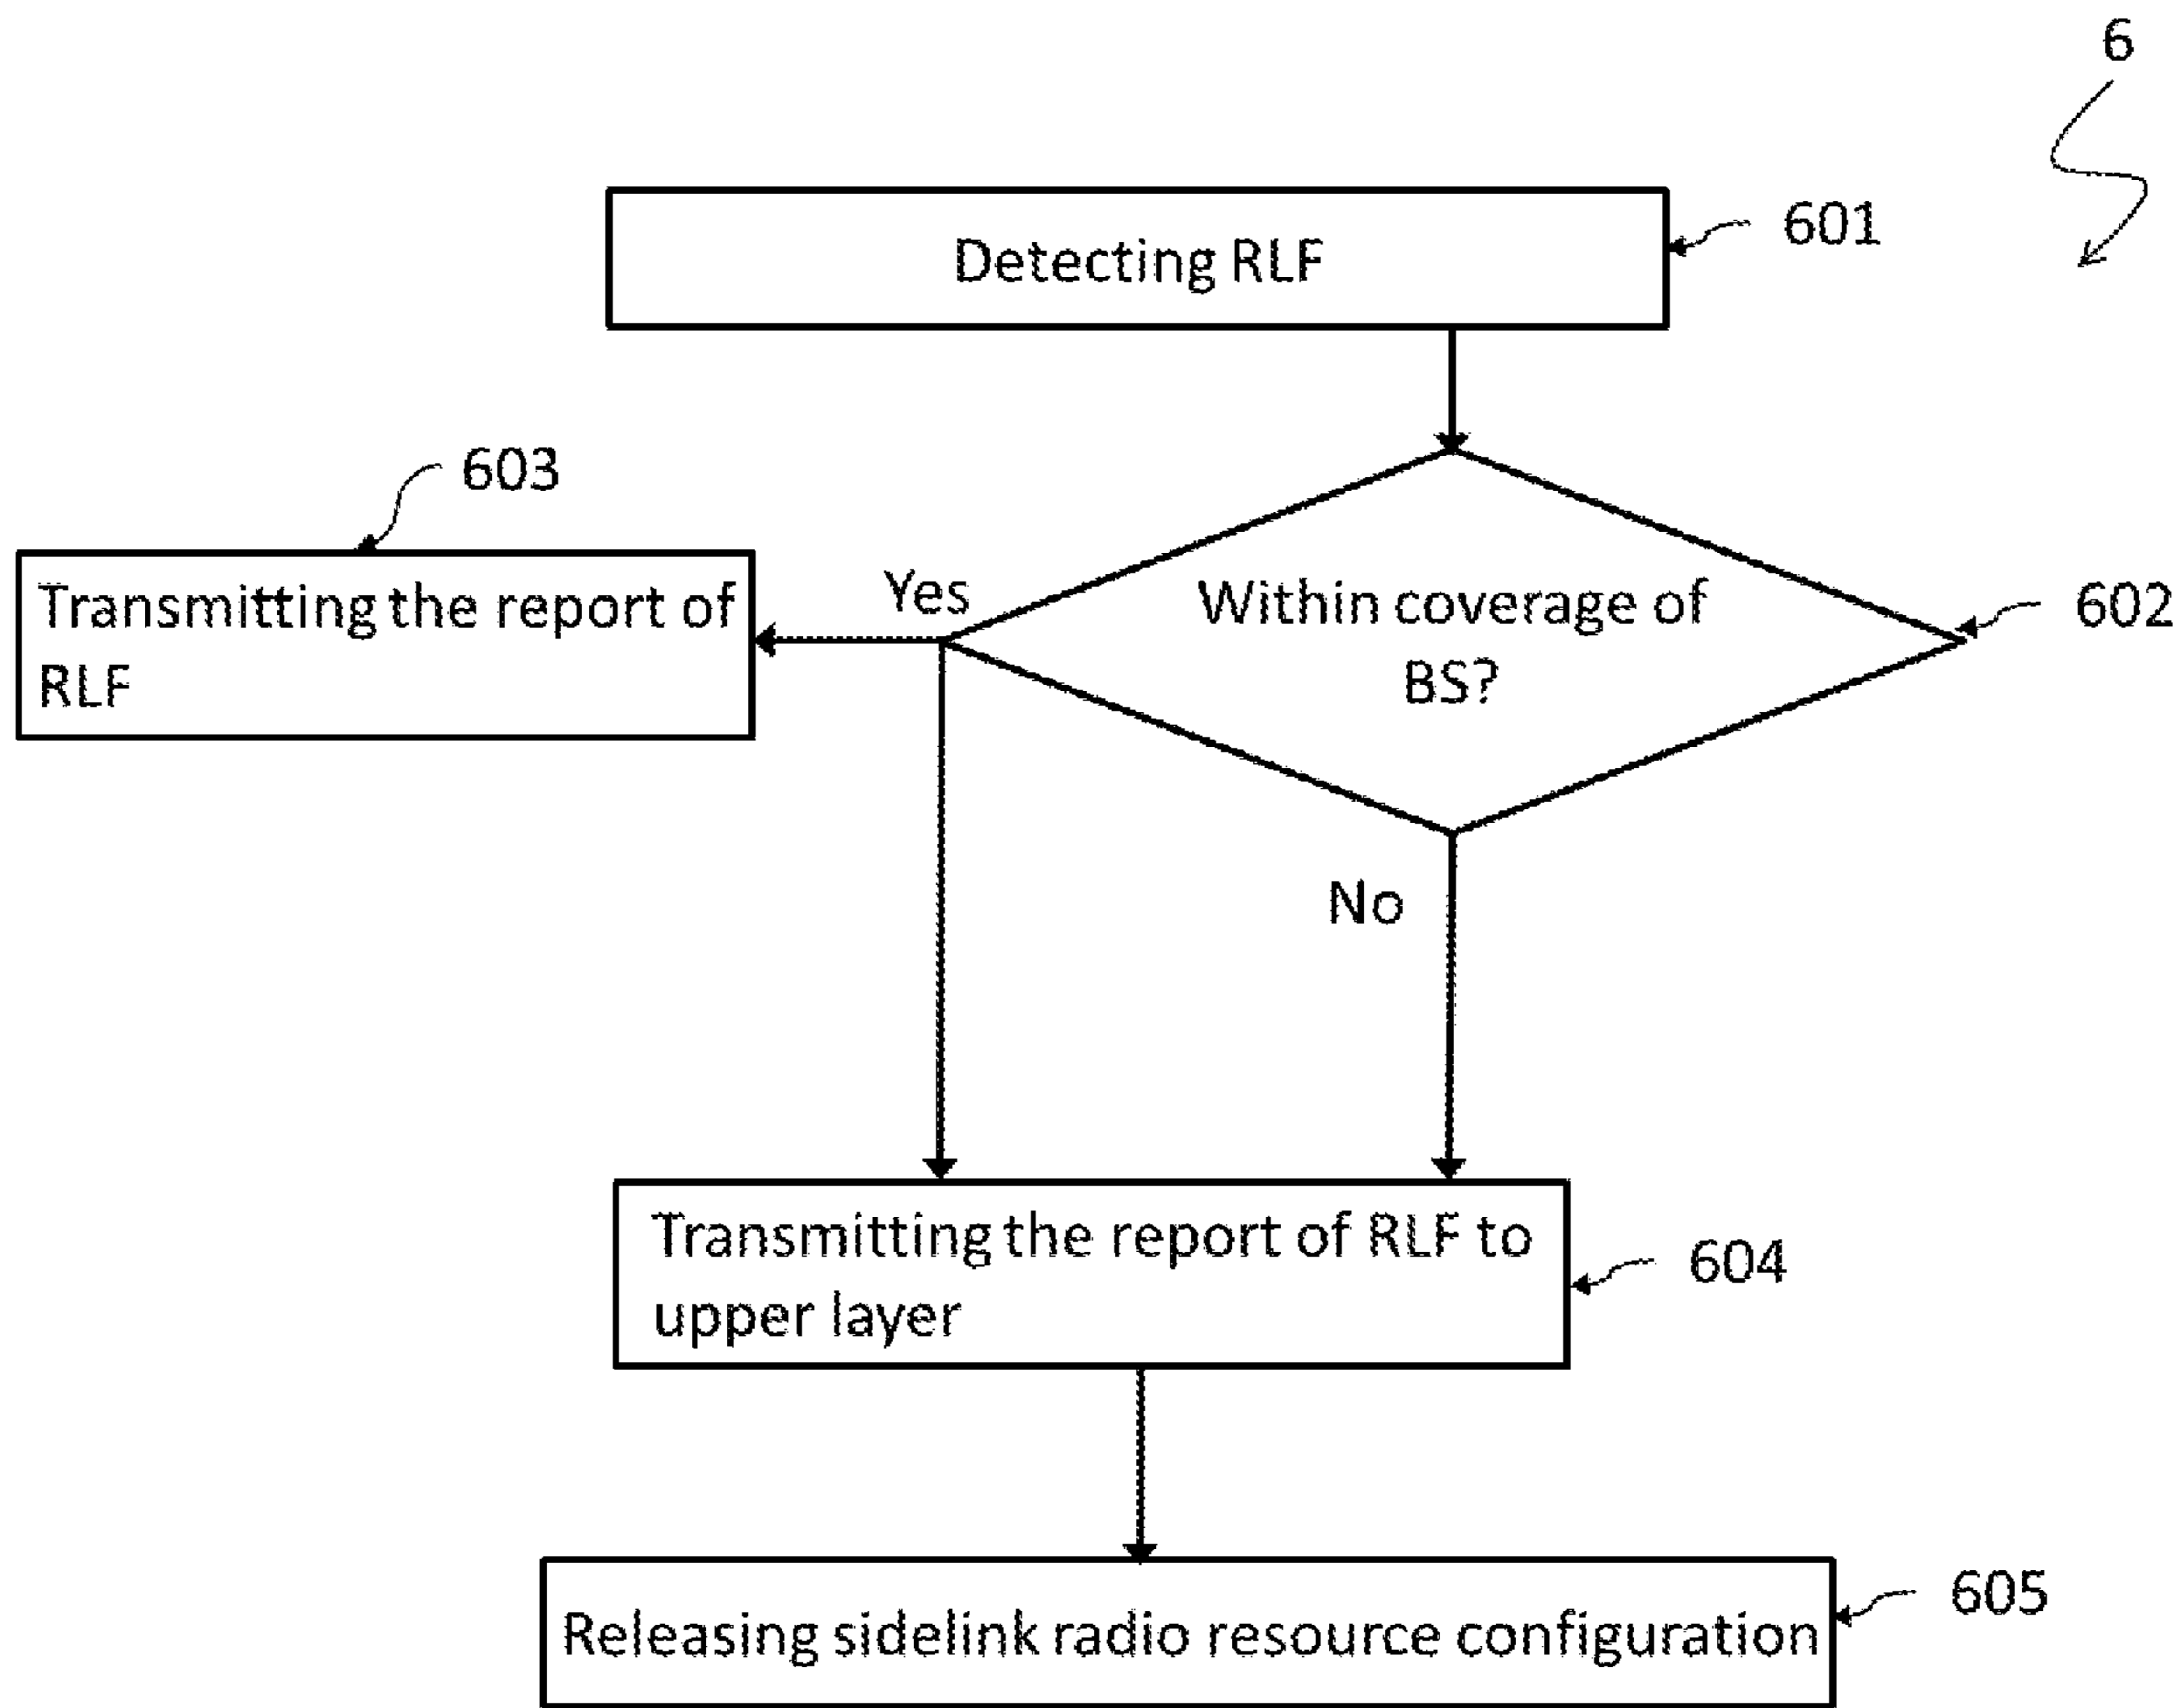 6
Detecting RLF
601
603
Transmitting the report of
RLF
Yes
Within coverage of
BS?
602
No
Transmitting the report of RLF to
upper layer
604
Releasing sidelink radio resource configuration
605